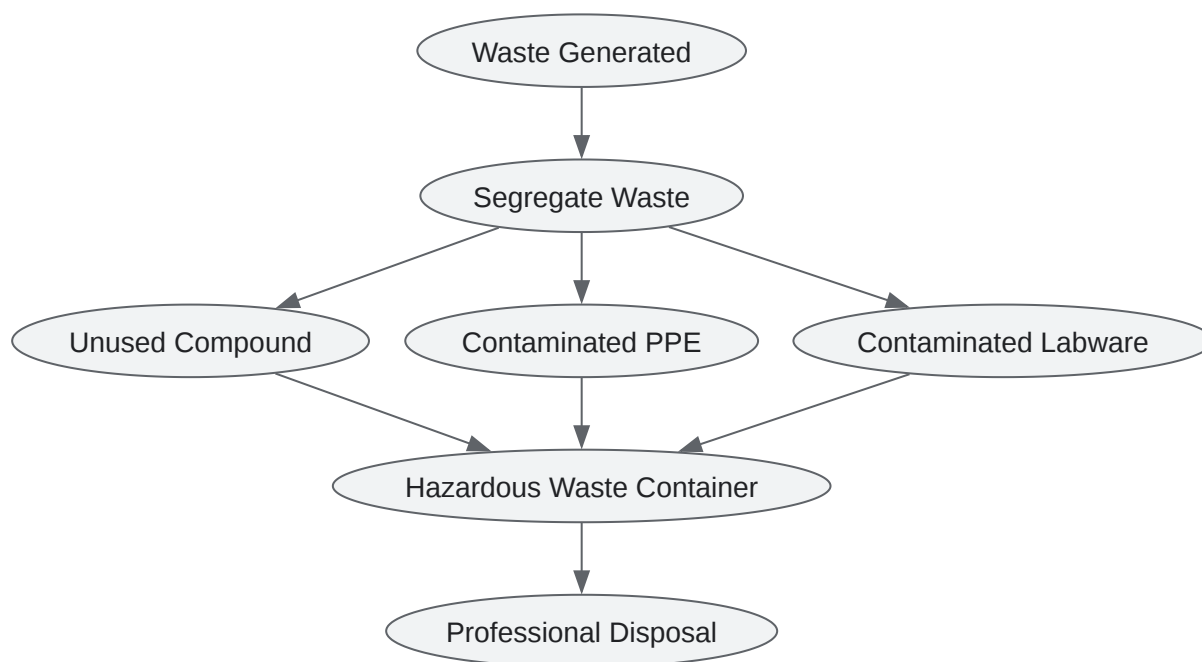 Waste Generated
Segregate Waste
Unused Compound
Contaminated PPE
Contaminated Labware
Hazardous Waste Container
Professional Disposal